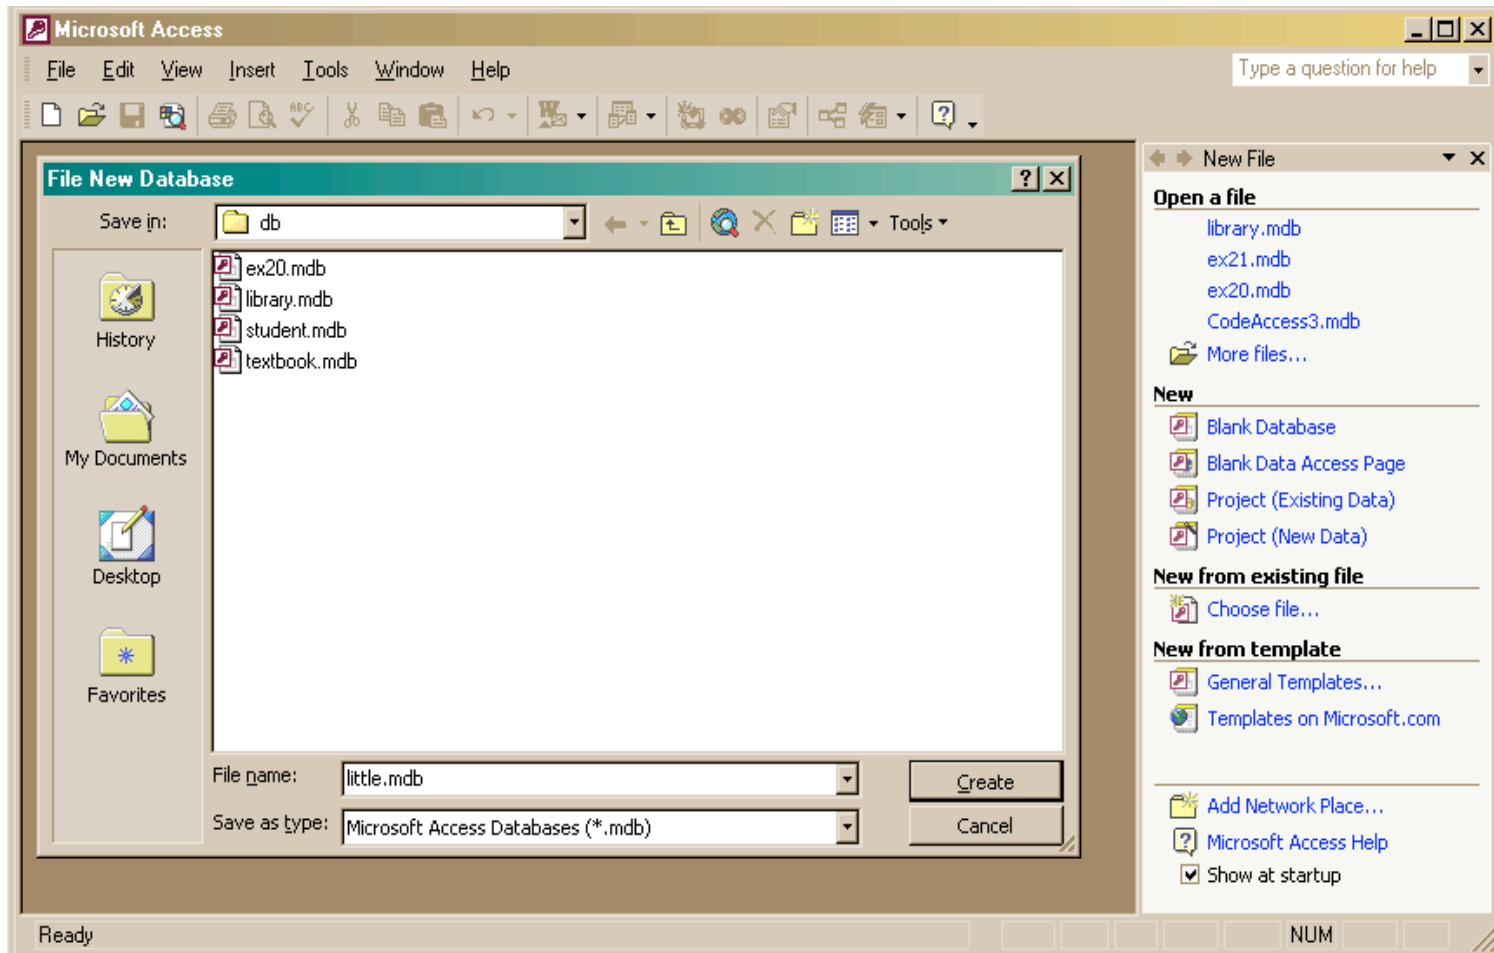 Microsoft Access
File Edit View Insert Tools Window Help
Type a question for help
File New Database
Save in:
db
Tools
History
My Documents
Desktop
Favorites
ex20.mdb
library.mdb
student.mdb
textbook.mdb
File name:
little.mdb
Create
Save as type:
Microsoft Access Databases (*.mdb)
Cancel
New File
Open a file
library.mdb
ex21.mdb
ex20.mdb
CodeAccess3.mdb
More files...
New
Blank Database
Blank Data Access Page
Project (Existing Data)
Project (New Data)
New from existing file
Choose file...
New from template
General Templates...
Templates on Microsoft.com
Add Network Place...
Microsoft Access Help
Show at startup
Ready
NUM